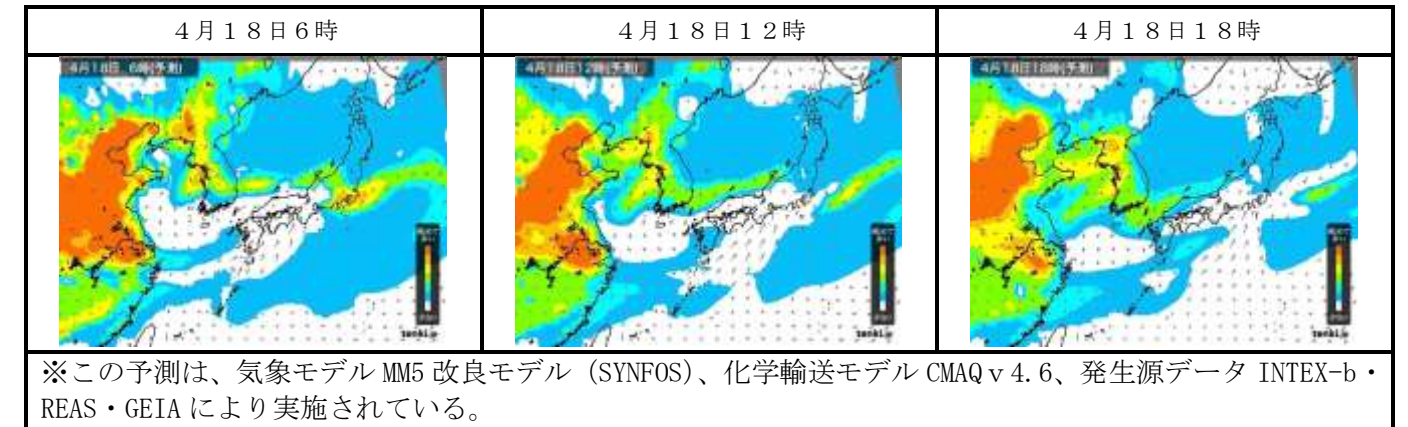 4月18日6時
4月18日12時
4月18日18時
4月18日 6時(予測)
4月18日12時(予測)
4月18日18時(予測)
tenki.jp
tenki.jp
tenki.jp
※この予測は、気象モデル MM5 改良モデル (SYNFOS)、化学輸送モデル CMAQv4.6、発生源データ INTEX-b・
REAS・GEIA により実施されている。